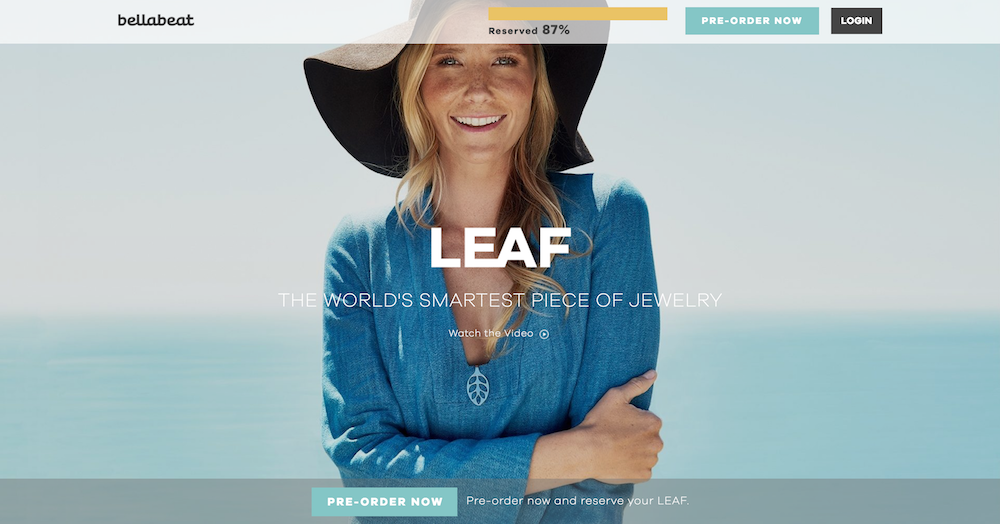 bellabeat
Reserved 87%
PRE-ORDER NOW
LOGIN
LEAF
THE WORLD'S SMARTEST PIECE OF JEWELRY
Watch the Video
PRE-ORDER NOW
Pre-order now and reserve your LEAF.